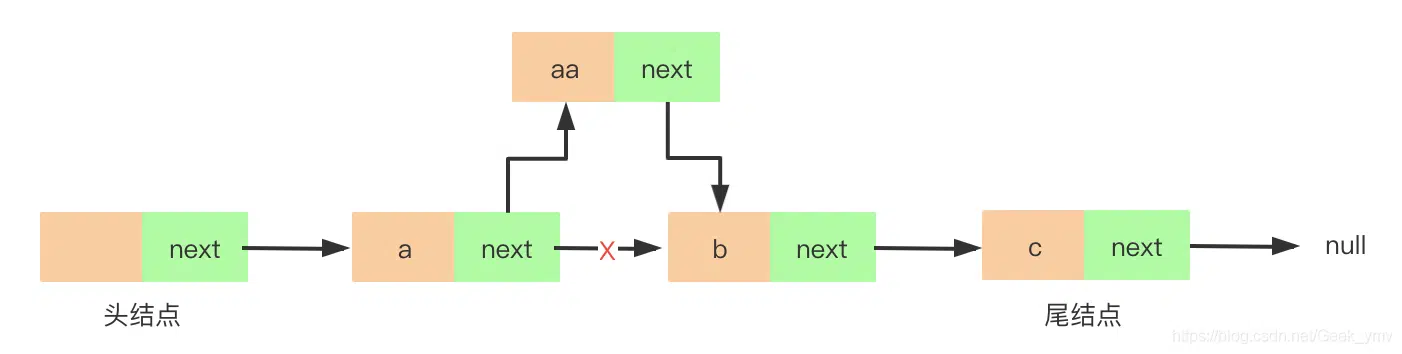 aa next
next
a next
X
b next
c next
null
头结点
尾结点
https://blog.csdn.net/Geek_ymv